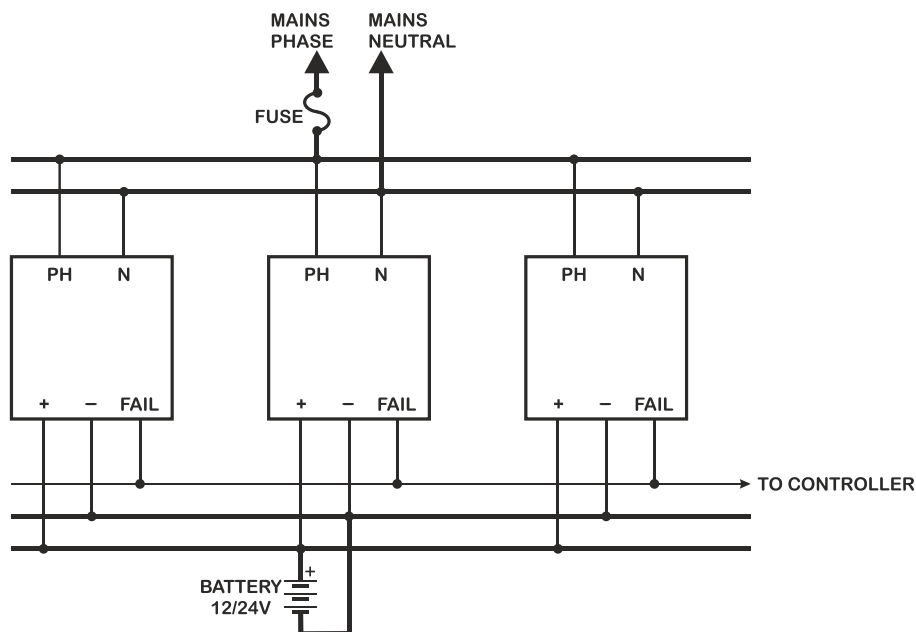 MAINS
PHASE
MAINS
NEUTRAL
FUSE
PH N
PH N
PH N
+ − FAIL
+ − FAIL
+ − FAIL
TO CONTROLLER
+
BATTERY
12/24V